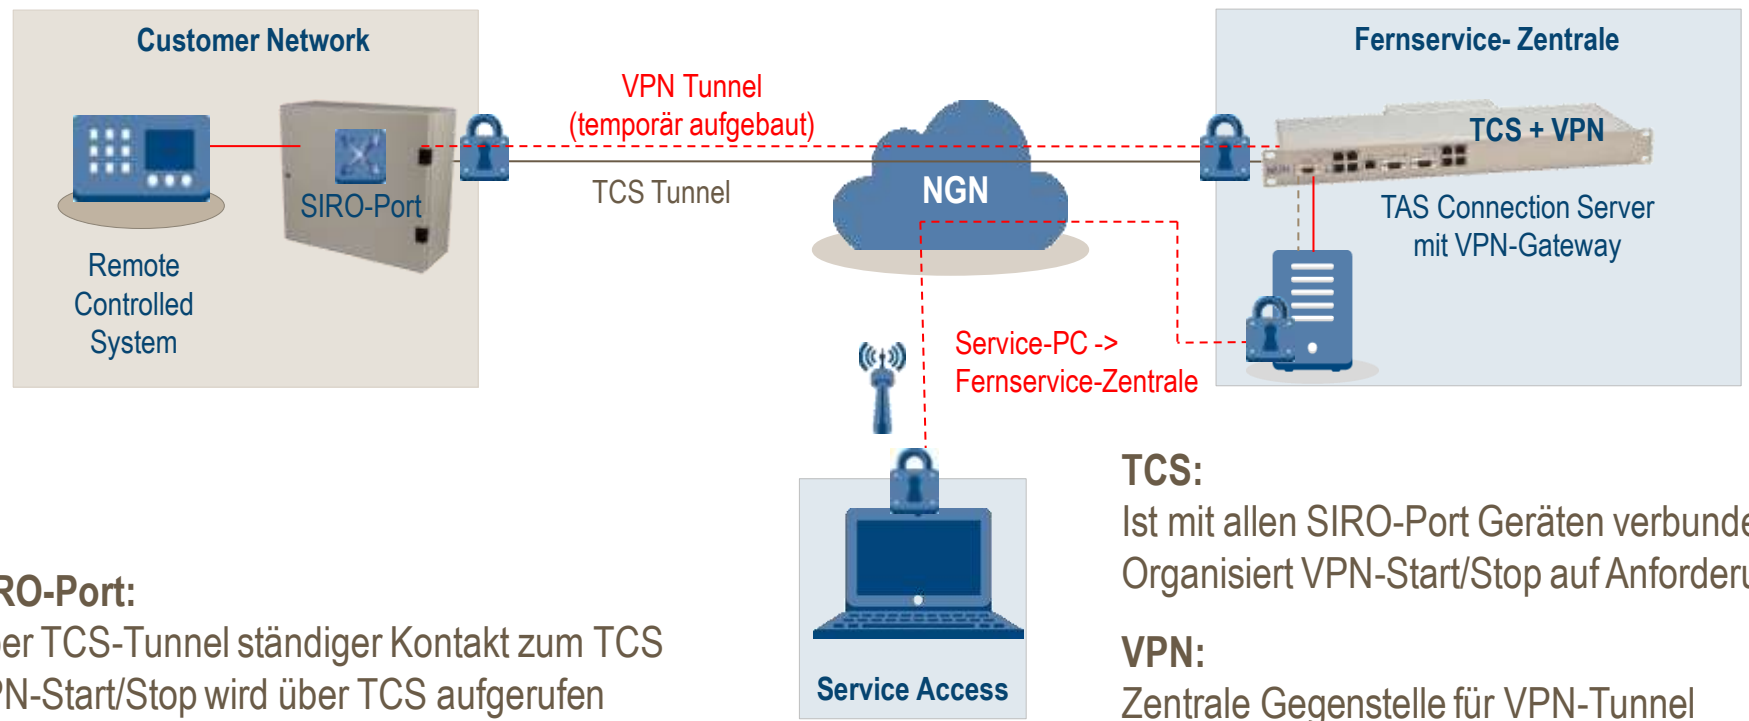 Customer Network
Fernservice- Zentrale
VPN Tunnel
(temporär aufgebaut)
TCS + VPN
TCS Tunnel
NGN
SIRO-Port
TAS Connection Server
mit VPN-Gateway
Remote
Controlled
System
Service-PC ->
Fernservice-Zentrale
TCS:
Ist mit allen SIRO-Port Geräten
Organisiert VPN-Start/Stop auf
RO-Port:
er TCS-Tunnel ständiger Kontakt zum TCS
PN-Start/Stop wird über TCS aufgerufen
Service Access
VPN:
Zentrale Gegenstelle für VPN-Tunnel